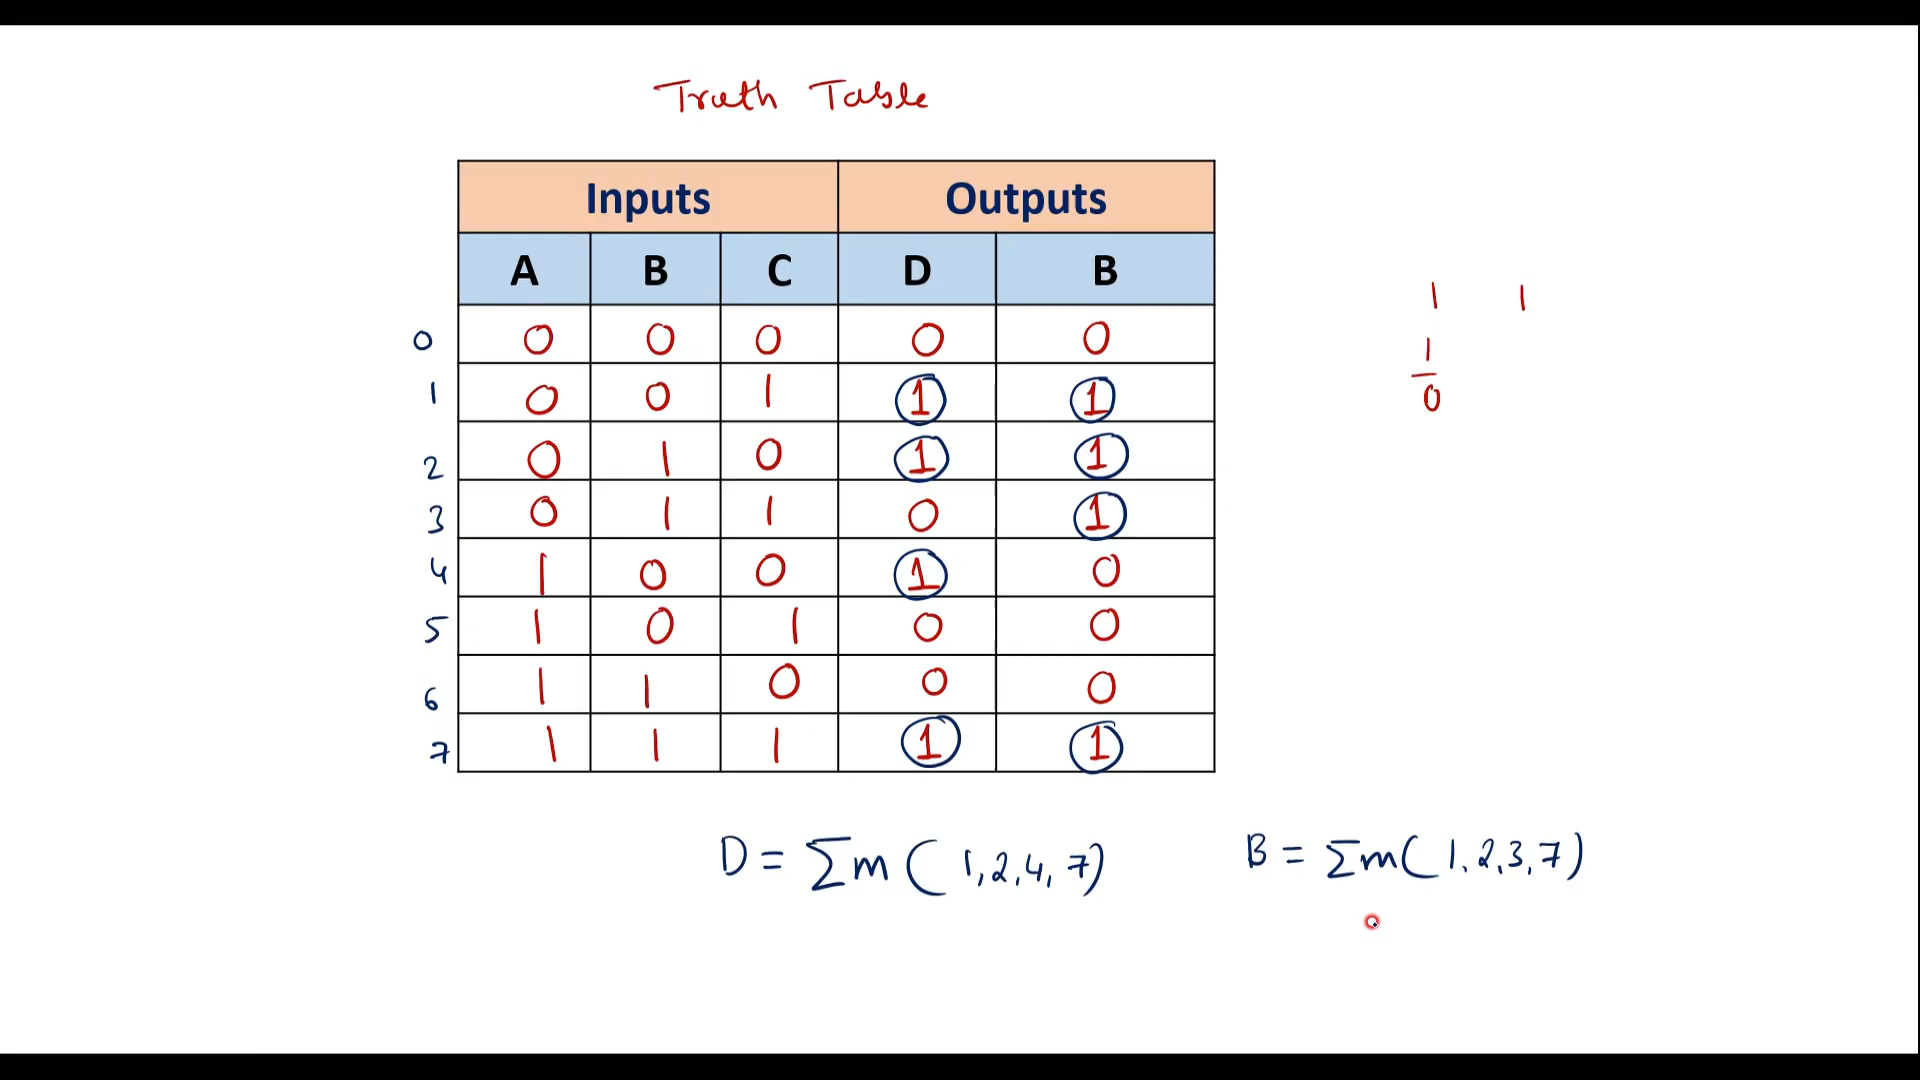 Truth Table
Inputs Outputs
A B C D B
1 1
0 0 0 0 0 0
1
1 0 0 1 1 1
0
2 0 1 0 1 1
3 0 1 1 0 1
4 1 0 0 1 0
5 1 0 1 0 0
6 1 1 0 0 0
7 1 1 1 1 1
D = Σm ( 1,2,4,7) B = Σm( 1,2,3,7)